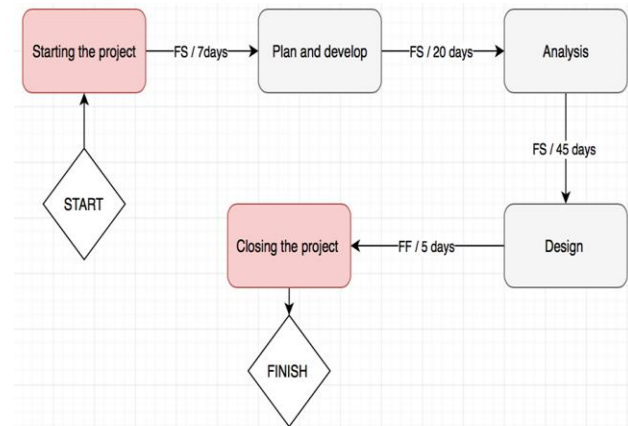 Starting the project
FS / 7days
Plan and develop
FS / 20 days
Analysis
FS / 45 days
START
Closing the project
FF / 5 days
Design
FINISH